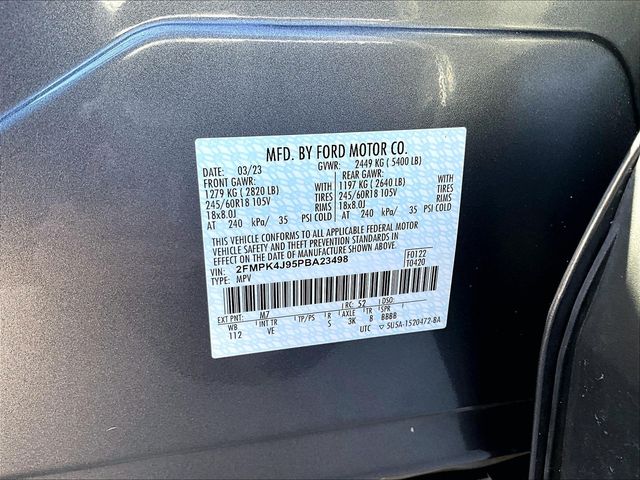 MFD. BY FORD MOTOR CO.
DATE: 03/23 GVWR: 2449 KG ( 5400 LB)
FRONT GAWR: REAR GAWR:
1279 KG ( 2820 LB) WITH 1197 KG ( 2640 LB) WITH
245/60R18 105V TIRES 245/60R18 105V TIRES
18x8.0J RIMS 18x8.0J RIMS
AT 240 kPa/ 35 PSI COLD AT 240 kPa/ 35 PSI COLD
THIS VEHICLE CONFORMS TO ALL APPLICABLE FEDERAL MOTOR
VEHICLE SAFETY AND THEFT PREVENTION STANDARDS IN
EFFECT ON THE DATE OF MANUFACTURE SHOWN ABOVE.
VIN: 2FMPK4J95PBA23498 F0122
TYPE: MPV T0420
EXT PNT: M7 RC: 52 DSO:
WB INT TR TP/PS R AXLE TR SPR
112 VE S 3K B BBBB
UTC ▽ 5U5A-1520472-BA